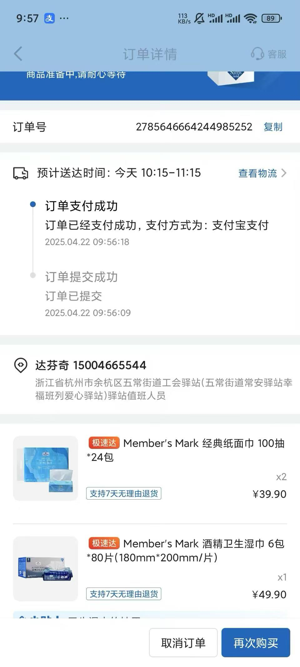 9:57 支 ··· 113 KB/s HD HD 89
订单详情 客服
商品准备中,请耐心等待
订单号 2785646664244985252 复制
预计送达时间: 今天 10:15-11:15 查看物流
订单支付成功
订单已经支付成功, 支付方式为: 支付宝支付
2025.04.22 09:56:18
订单提交成功
订单已提交
2025.04.22 09:56:09
达芬奇 15004665544
浙江省杭州市余杭区五常街道工会驿站(五常街道常安驿站幸
福班列爱心驿站)驿站值班人员
极速达 Member's Mark 经典纸面巾 100抽
*24包
x2
支持7天无理由退货 ¥39.90
极速达 Member's Mark 酒精卫生湿巾 6包
*80片(180mm*200mm/片)
x1
支持7天无理由退货 ¥49.90
取消订单 再次购买